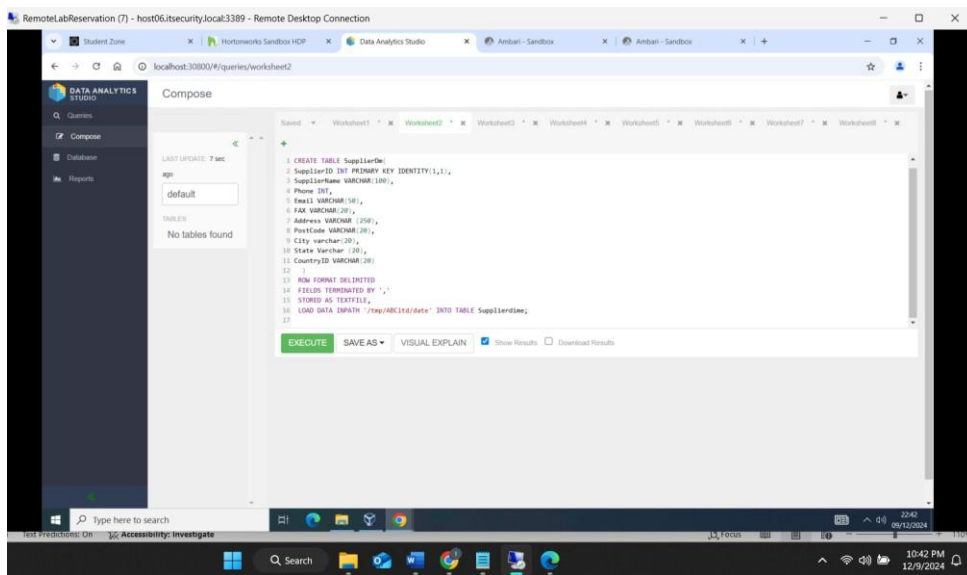 RemoteLabReservation (7) - host06.itsecurity.local:3389 - Remote Desktop Connection
Student Zone
Hortonworks Sandbox HDP
Data Analytics Studio
Ambari - Sandbox
Ambari - Sandbox
localhost:30800/#/queries/worksheet2
DATA ANALYTICS
STUDIO
Compose
Queries
Compose
Database
Reports
Saved
Worksheet1 *
Worksheet2 *
Worksheet3 *
Worksheet4 *
Worksheet5 *
Worksheet6 *
Worksheet7 *
Worksheet8 *
LAST UPDATE: 7 sec
ago
default
TABLES
No tables found
1 CREATE TABLE SupplierDm(
2 SupplierID INT PRIMARY KEY IDENTITY(1,1),
3 SupplierName VARCHAR(100),
4 Phone INT,
5 Email VARCHAR(50),
6 FAX VARCHAR(20),
7 Address VARCHAR (250),
8 PostCode VARCHAR(20),
9 City varchar(20),
10 State Varchar (20),
11 CountryID VARCHAR(20)
12 )
13 ROW FORMAT DELIMITED
14 FIELDS TERMINATED BY ','
15 STORED AS TEXTFILE,
16 LOAD DATA INPATH '/tmp/ABCltd/date' INTO TABLE Supplierdime;
17
EXECUTE
SAVE AS
VISUAL EXPLAIN
Show Results
Download Results
Type here to search
22:42
09/12/2024
Text Predictions: On
Accessibility: Investigate
Focus
Search
10:42 PM
12/9/2024